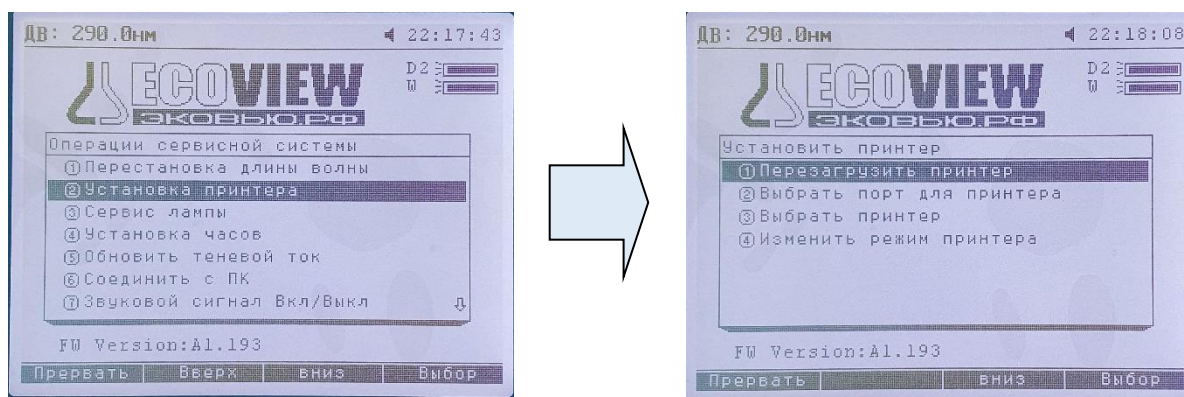 ДВ: 290.0нм 22:17:43
ECOVIEW
D2
W
ЭКОВЬЮ.РФ
Операции сервисной системы
①Перестановка длины волны
②Установка принтера
③Сервис лампы
④Установка часов
⑤Обновить теневой ток
⑥Соединить с ПК
⑦Звуковой сигнал Вкл/Выкл
FW Version:A1.193
Прервать Вверх вниз Выбор
ДВ: 290.0нм 22:18:08
ECOVIEW
D2
W
ЭКОВЬЮ.РФ
Установить принтер
①Перезагрузить принтер
②Выбрать порт для принтера
③Выбрать принтер
④Изменить режим принтера
FW Version:A1.193
Прервать вниз Выбор